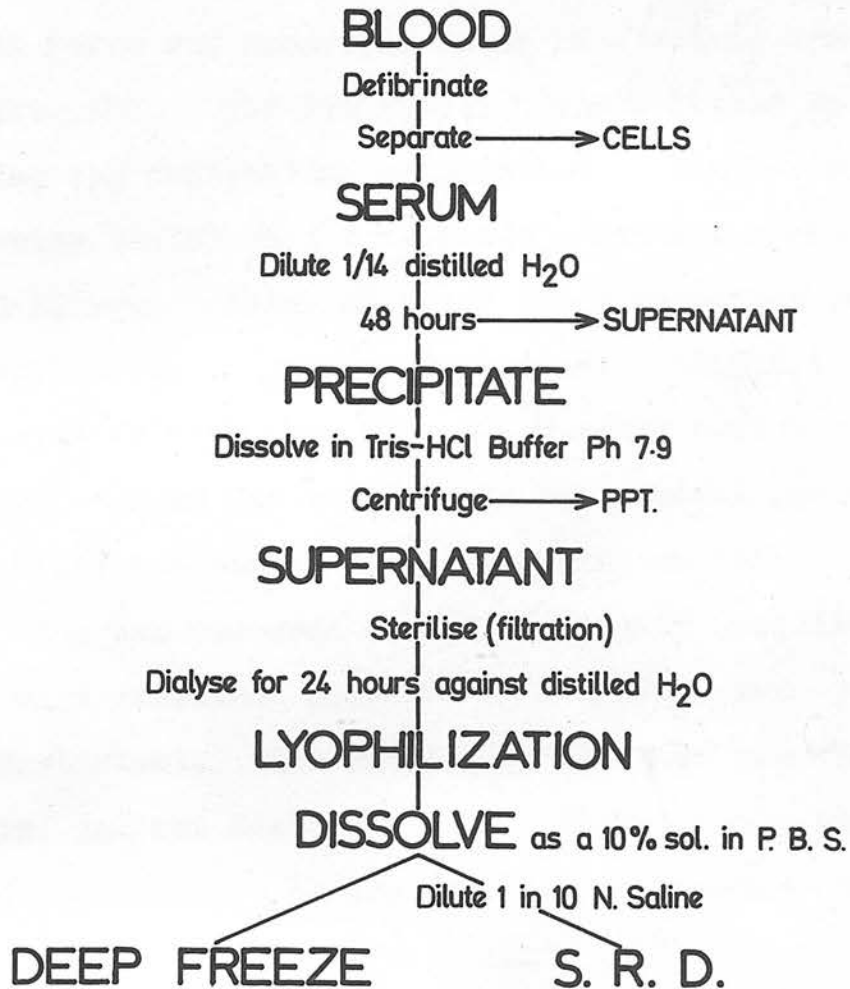 BLOOD
Defibrinate
Separate → CELLS
SERUM
Dilute 1/14 distilled H₂O
48 hours → SUPERNATANT
PRECIPITATE
Dissolve in Tris-HCl Buffer Ph 7·9
Centrifuge → PPT.
SUPERNATANT
Sterilise (filtration)
Dialyse for 24 hours against distilled H₂O
LYOPHILIZATION
DISSOLVE as a 10% sol. in P. B. S.
Dilute 1 in 10 N. Saline
DEEP FREEZE S. R. D.